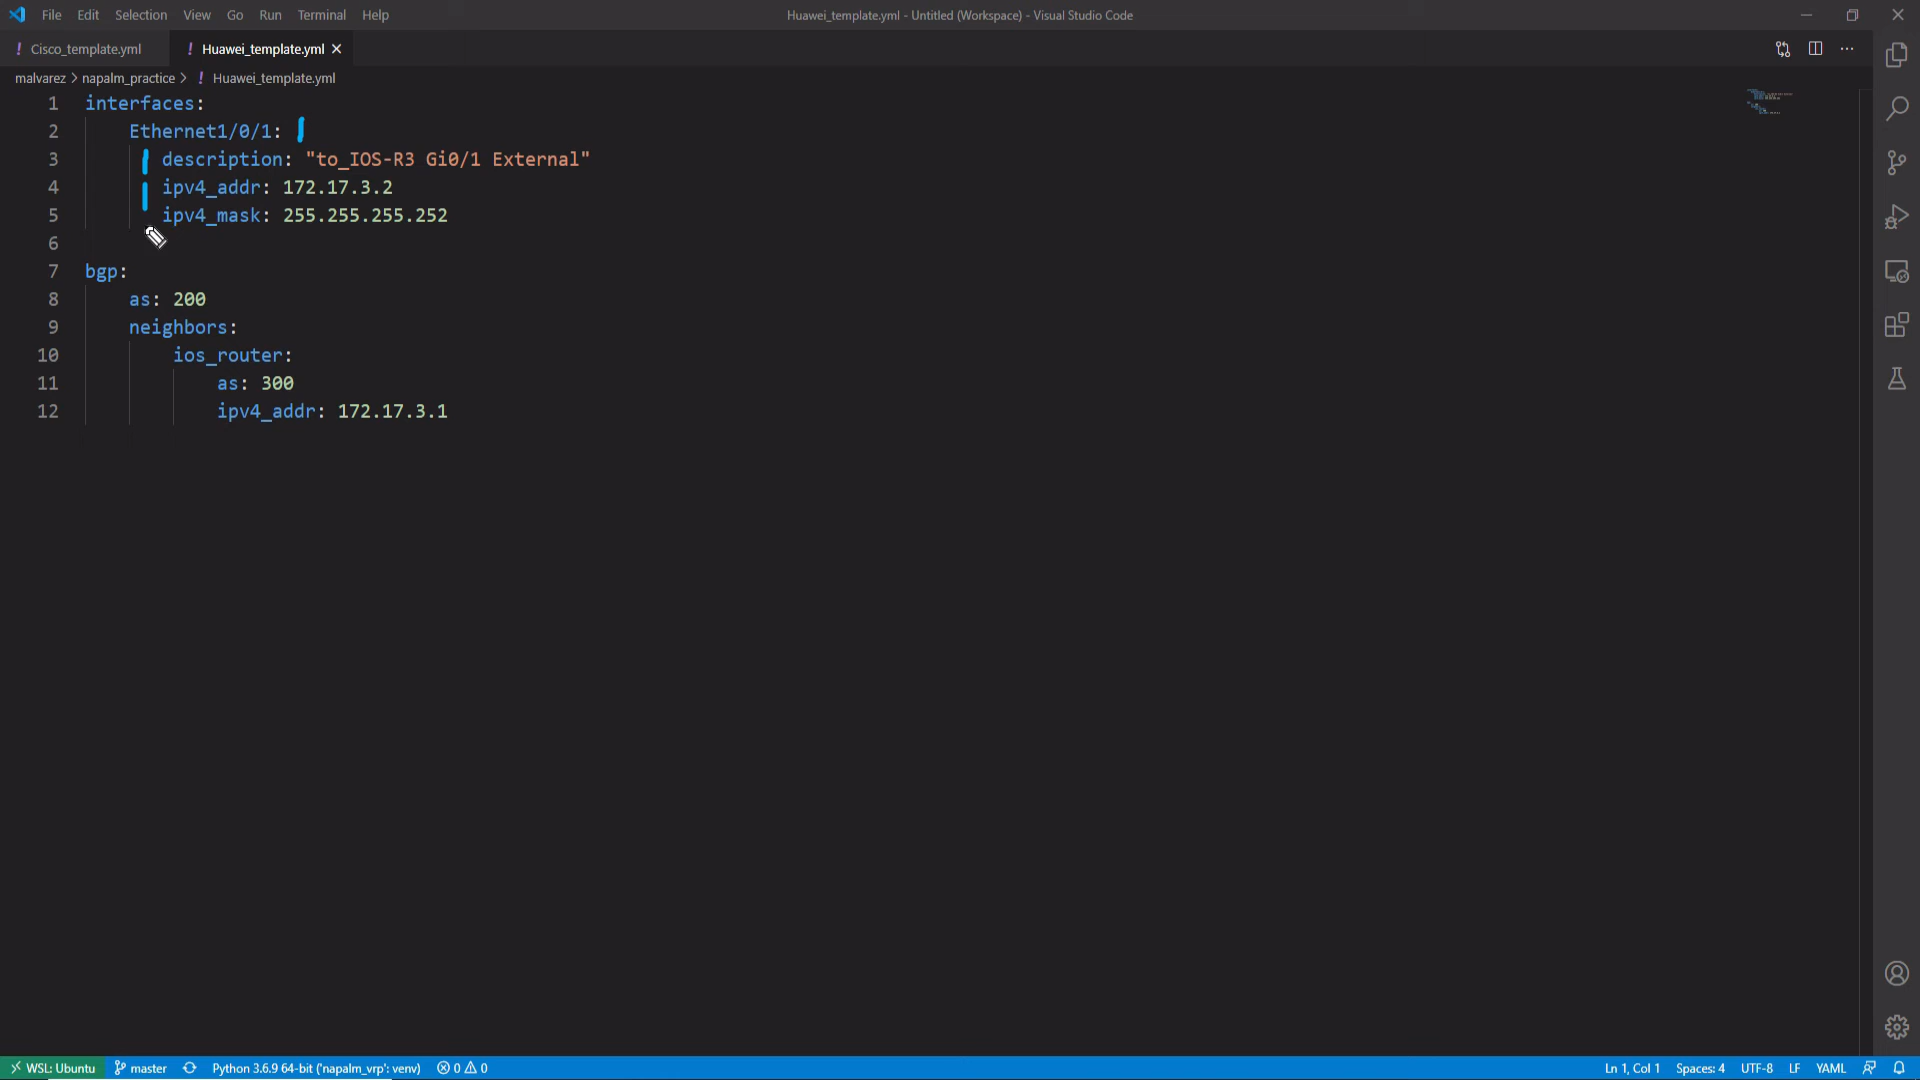 File Edit Selection View Go Run Terminal Help
Huawei_template.yml - Untitled (Workspace) - Visual Studio Code
! Cisco_template.yml ! Huawei_template.yml ×
malvarez > napalm_practice > ! Huawei_template.yml
1 interfaces:
2 Ethernet1/0/1:
3 description: "to_IOS-R3 Gi0/1 External"
4 ipv4_addr: 172.17.3.2
5 ipv4_mask: 255.255.255.252
6
7 bgp:
8 as: 200
9 neighbors:
10 ios_router:
11 as: 300
12 ipv4_addr: 172.17.3.1
WSL: Ubuntu master Python 3.6.9 64-bit ('napalm_vrp': venv) 0 0 Ln 1, Col 1 Spaces: 4 UTF-8 LF YAML